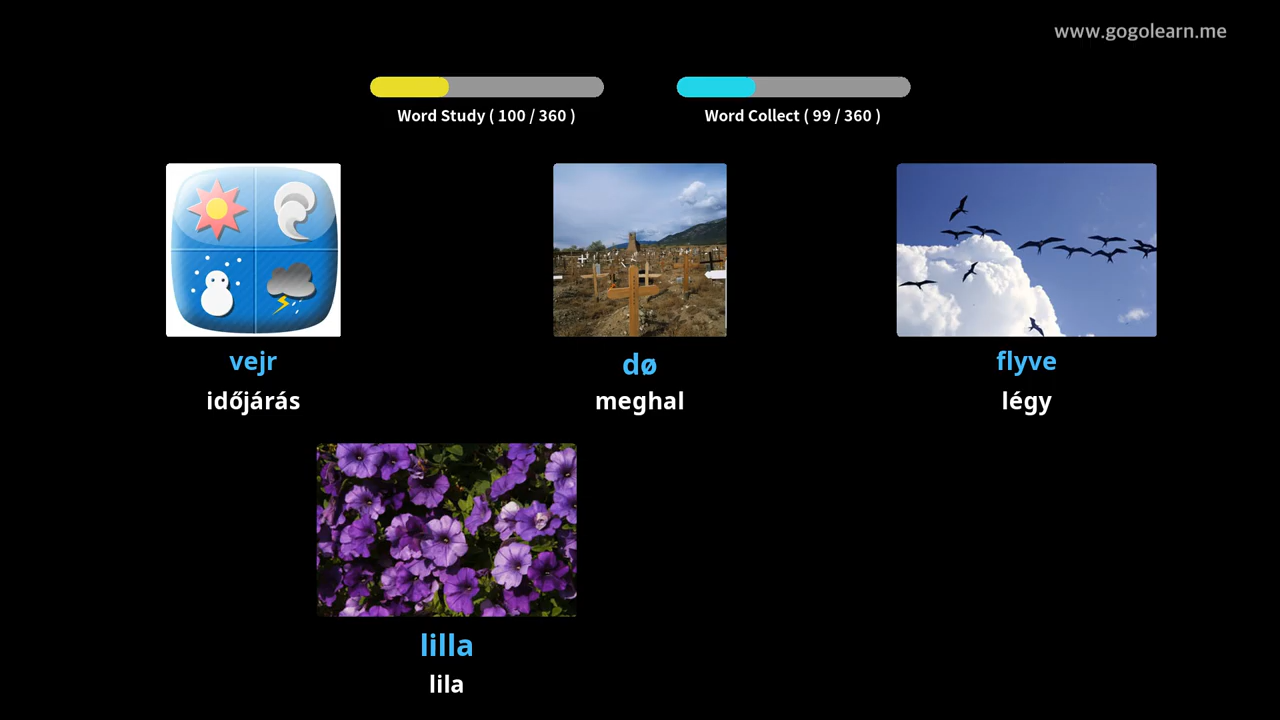 www.gogolearn.me
Word Study ( 100 / 360 )
Word Collect ( 99 / 360 )
vejr
dø
flyve
időjárás
meghal
légy
lilla
lila